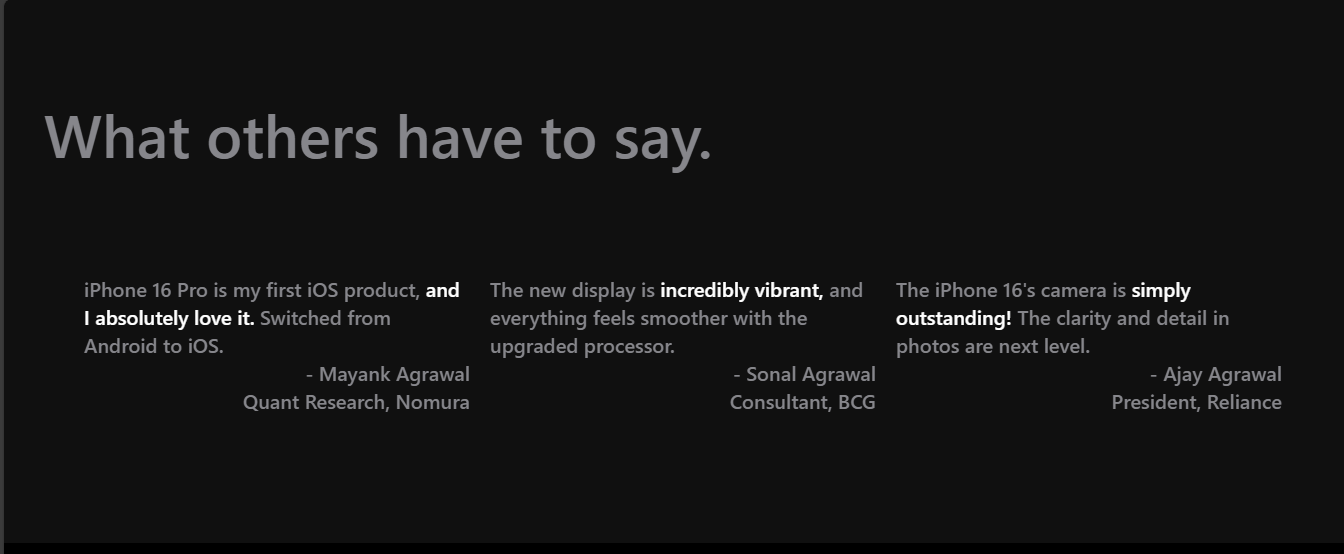 What others have to say.
iPhone 16 Pro is my first iOS product, and
I absolutely love it. Switched from
Android to iOS.
- Mayank Agrawal
Quant Research, Nomura
The new display is incredibly vibrant, and
everything feels smoother with the
upgraded processor.
- Sonal Agrawal
Consultant, BCG
The iPhone 16's camera is simply
outstanding! The clarity and detail in
photos are next level.
- Ajay Agrawal
President, Reliance